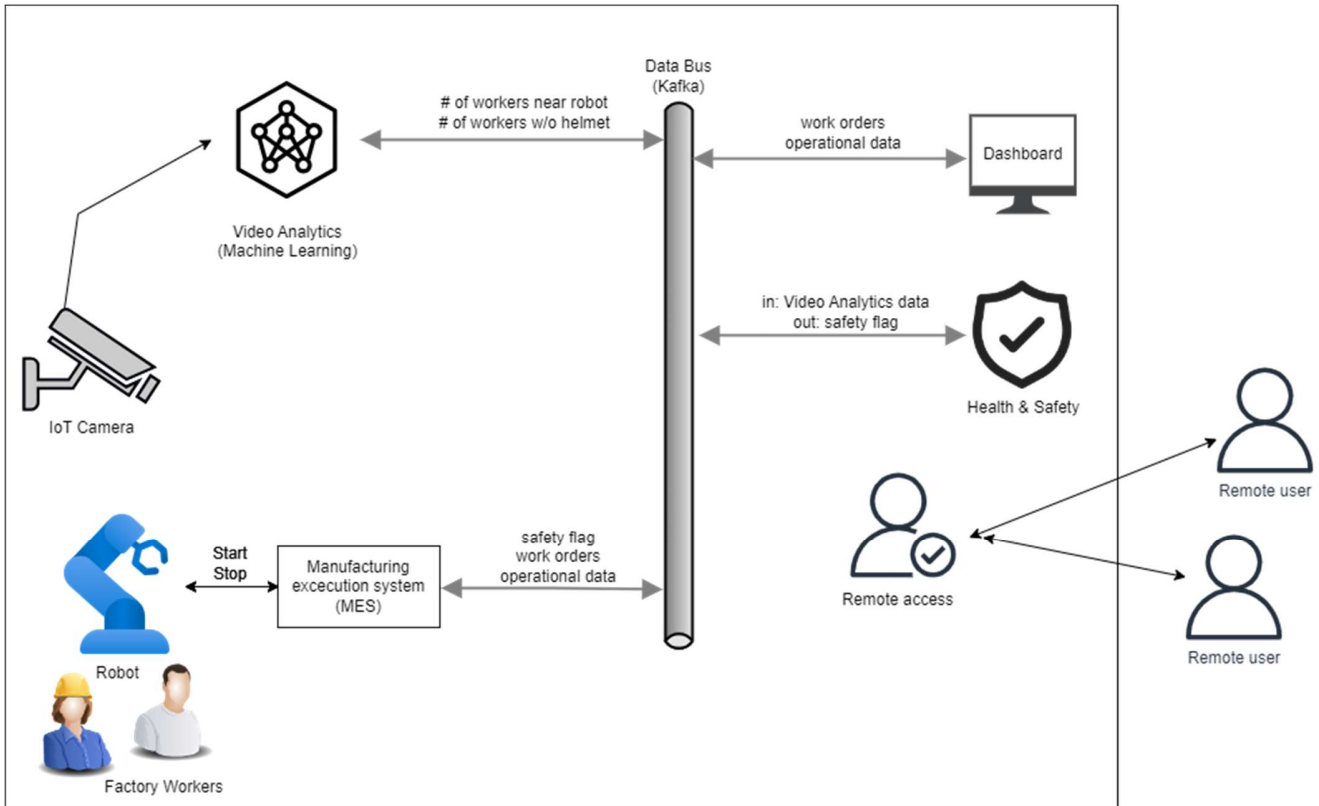 Data Bus
(Kafka)
# of workers near robot
# of workers w/o helmet
work orders
operational data
Dashboard
Video Analytics
(Machine Learning)
in: Video Analytics data
out: safety flag
Health & Safety
IoT Camera
Remote user
Start
Stop
Manufacturing
excecution system
(MES)
safety flag
work orders
operational data
Remote access
Remote user
Robot
Factory Workers